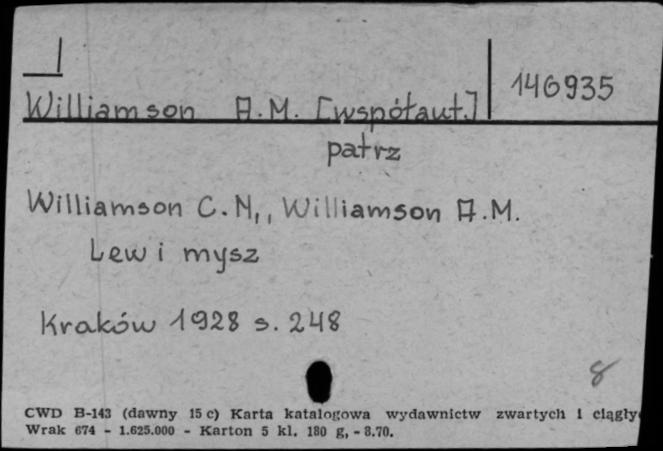 Williamson A.M. [współaut.] 146935
patrz
Williamson C.N., Williamson A.M.
Lew i mysz
Kraków 1928 s. 248
8
CWD B-143 (dawny 15 c) Karta katalogowa wydawnictw zwartych i ciągły
Wrak 674 - 1.625.000 - Karton 5 kl. 180 g, - 8.70.